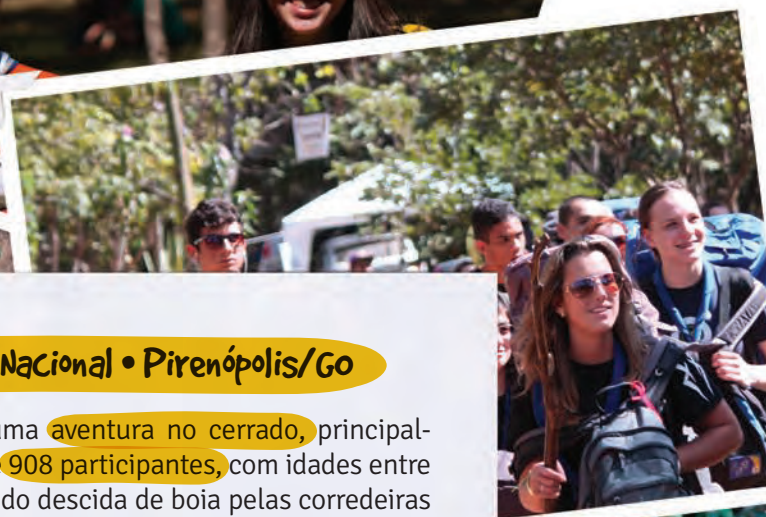 Nacional • Pirenópolis/GO
uma aventura no cerrado, principal-
908 participantes, com idades entre
do descida de boia pelas corredeiras